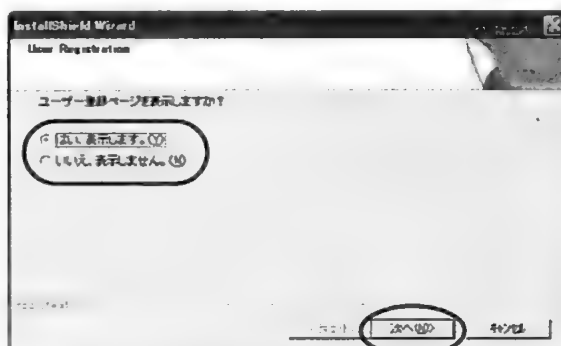 InstallShield Wizard
User Registration
ユーザー登録ページを表示しますか？
はい、表示します。(Y)
いいえ、表示しません。(N)
次へ(N)>
キャンセル